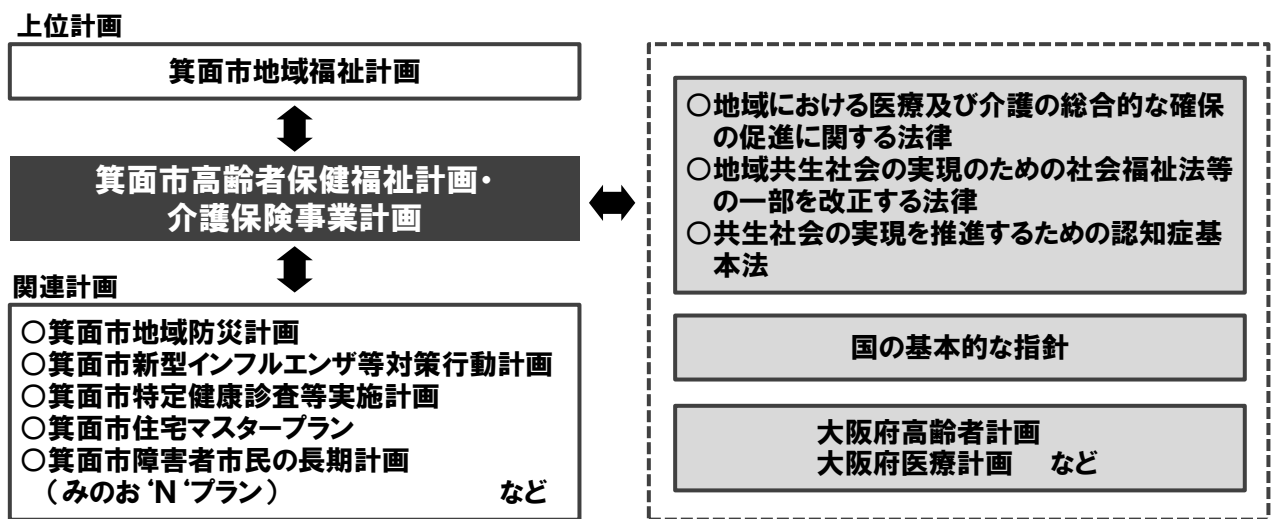 上位計画
箕面市地域福祉計画
箕面市高齢者保健福祉計画・
介護保険事業計画
関連計画
○箕面市地域防災計画
○箕面市新型インフルエンザ等対策行動計画
○箕面市特定健康診査等実施計画
○箕面市住宅マスタープラン
○箕面市障害者市民の長期計画
(みのお‘N‘プラン) など
○地域における医療及び介護の総合的な確保
の促進に関する法律
○地域共生社会の実現のための社会福祉法等
の一部を改正する法律
○共生社会の実現を推進するための認知症基
本法
国の基本的な指針
大阪府高齢者計画
大阪府医療計画 など